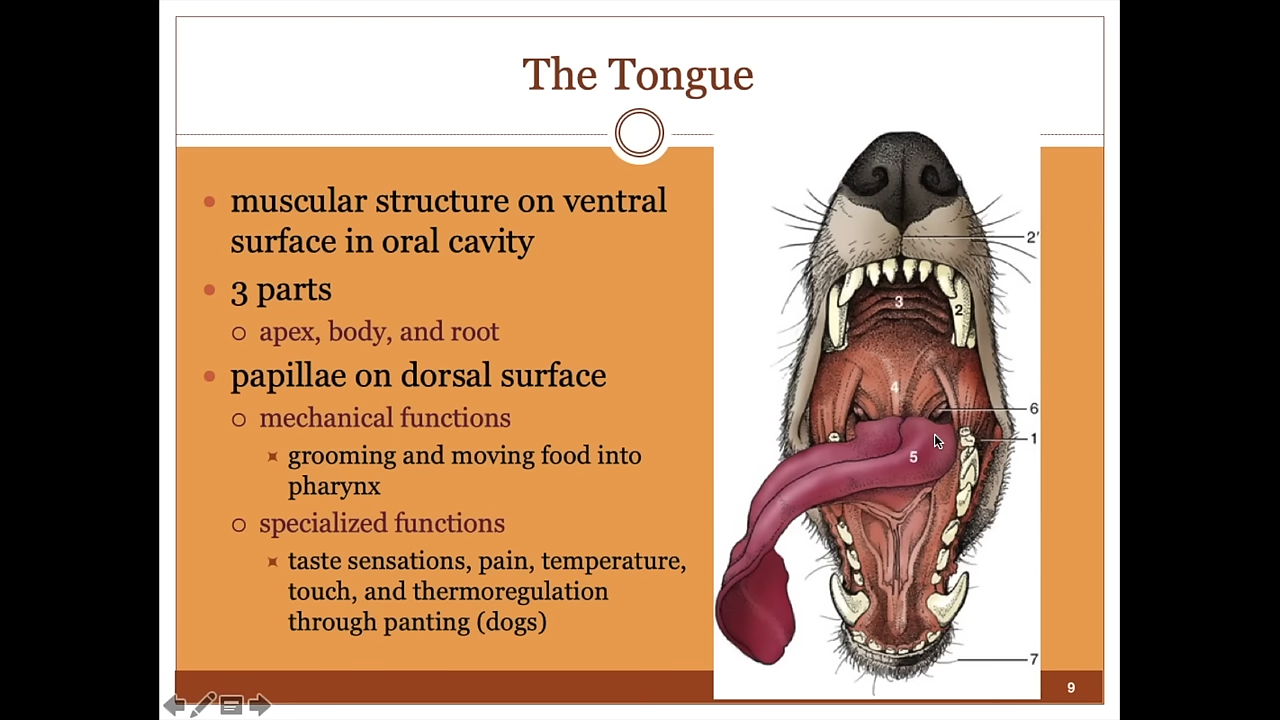 The Tongue
muscular structure on ventral
surface in oral cavity
3 parts
apex, body, and root
papillae on dorsal surface
mechanical functions
grooming and moving food into
pharynx
specialized functions
taste sensations, pain, temperature,
touch, and thermoregulation
through panting (dogs)
2'
3
2
4
6
1
5
7
9